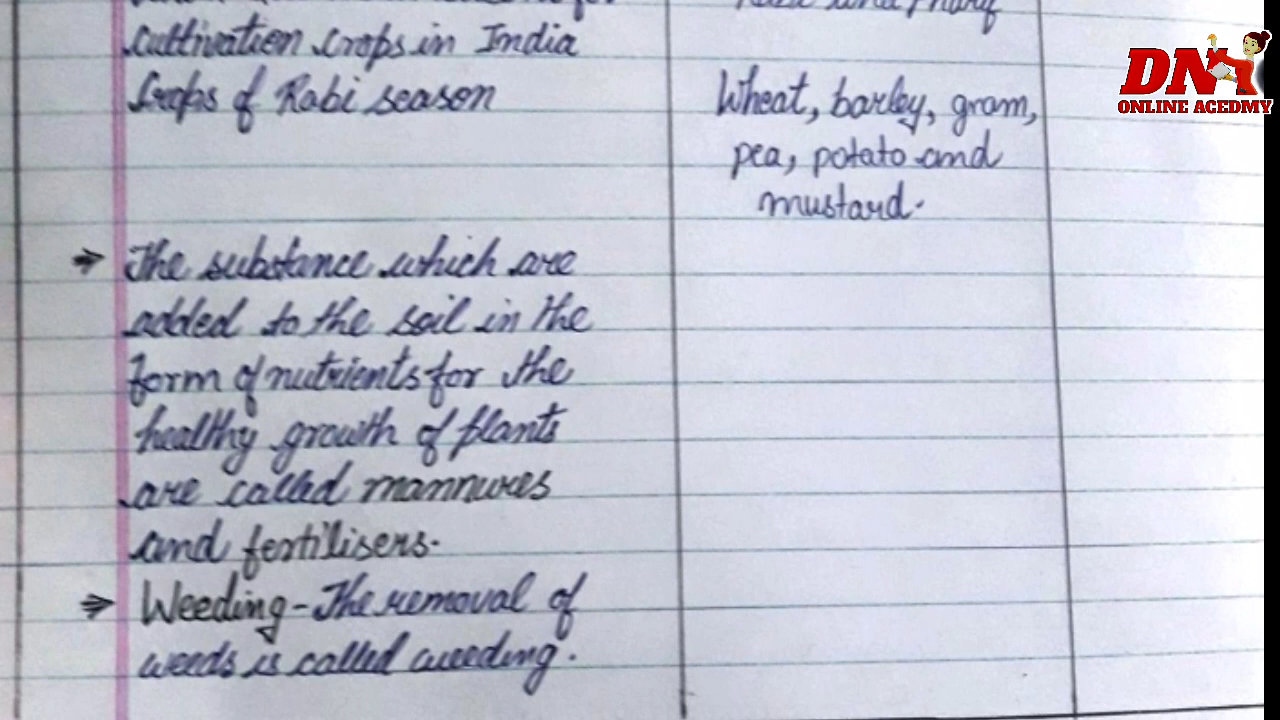 cultivation crops in India
Crops of Rabi season
Wheat, barley, gram,
pea, potato and
mustard.
⇒ The substance which are
added to the soil in the
form of nutrients for the
healthy growth of plants
are called mannures
and fertilisers.
⇒ Weeding - The removal of
weeds is called weeding.
DNA
ONLINE ACEDMY